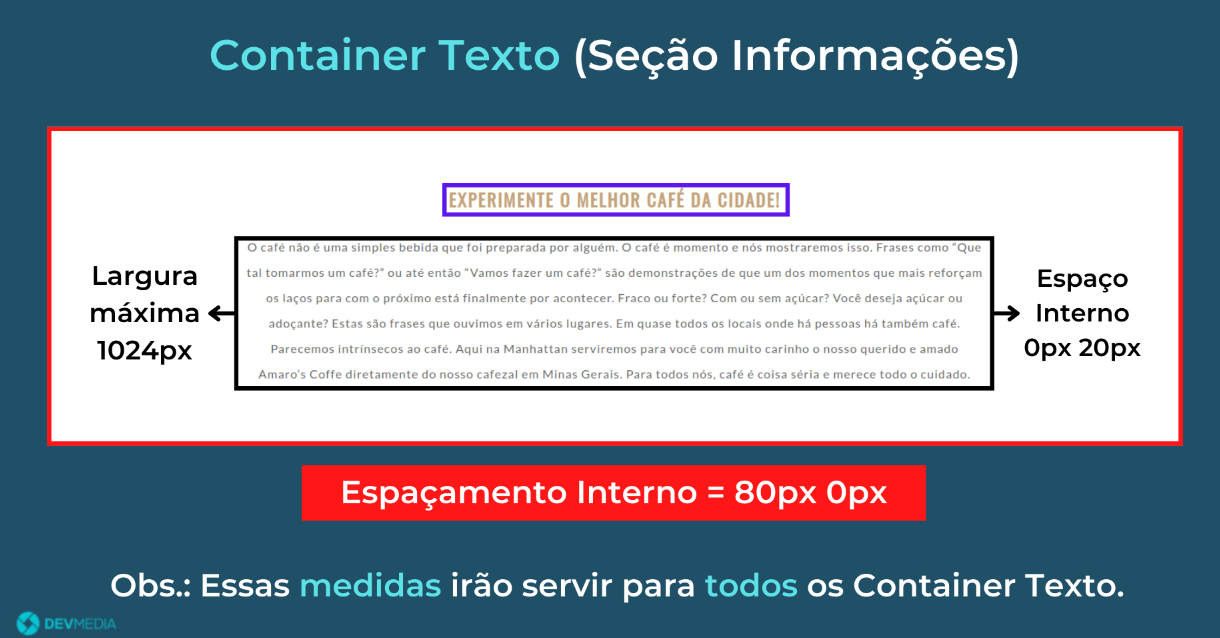 Container Texto (Seção Informações)
EXPERIMENTE O MELHOR CAFÉ DA CIDADE!
O café não é uma simples bebida que foi preparada por alguém. O café é momento e nós mostraremos isso. Frases como “Que
tal tomarmos um café?” ou até então “Vamos fazer um café?” são demonstrações de que um dos momentos que mais reforçam
os laços para com o próximo está finalmente por acontecer. Fraco ou forte? Com ou sem açúcar? Você deseja açúcar ou
adoçante? Estas são frases que ouvimos em vários lugares. Em quase todos os locais onde há pessoas há também café.
Parecemos intrínsecos ao café. Aqui na Manhattan serviremos para você com muito carinho o nosso querido e amado
Amaro’s Coffe diretamente do nosso cafezal em Minas Gerais. Para todos nós, café é coisa séria e merece todo o cuidado.
Largura
máxima
1024px
Espaço
Interno
0px 20px
Espaçamento Interno = 80px 0px
Obs.: Essas medidas irão servir para todos os Container Texto.
DEVMEDIA